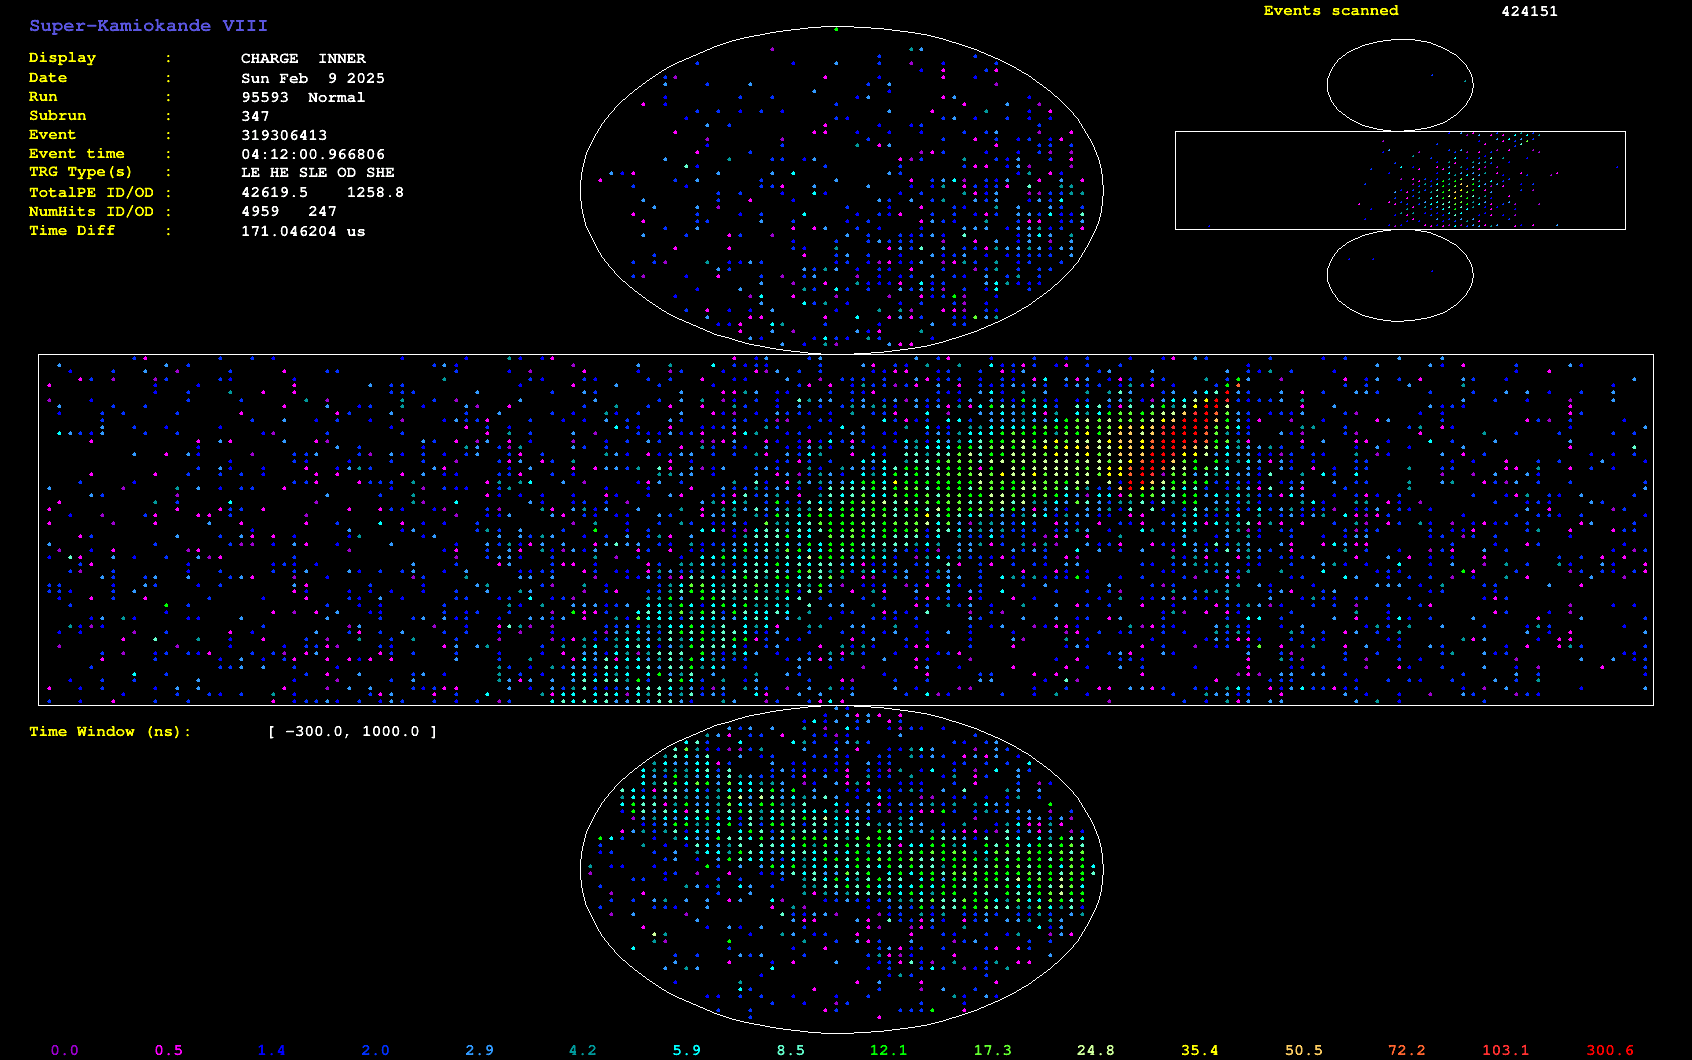 Super-Kamiokande VIII
Events scanned 424151
Display : CHARGE INNER
Date : Sun Feb 9 2025
Run : 95593 Normal
Subrun : 347
Event : 319306413
Event time : 04:12:00.966806
TRG Type(s) : LE HE SLE OD SHE
TotalPE ID/OD : 42619.5 1258.8
NumHits ID/OD : 4959 247
Time Diff : 171.046204 us
Time Window (ns): [ -300.0, 1000.0 ]
0.0 0.5 1.4 2.0 2.9 4.2 5.9 8.5 12.1 17.3 24.8 35.4 50.5 72.2 103.1 300.6